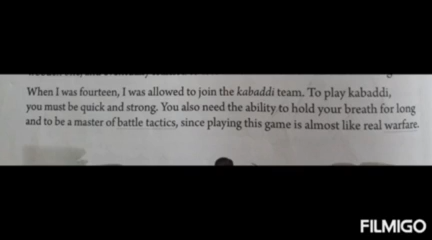 When I was fourteen, I was allowed to join the kabaddi team. To play kabaddi,
you must be quick and strong. You also need the ability to hold your breath for long
and to be a master of battle tactics, since playing this game is almost like real warfare.
FILMIGO